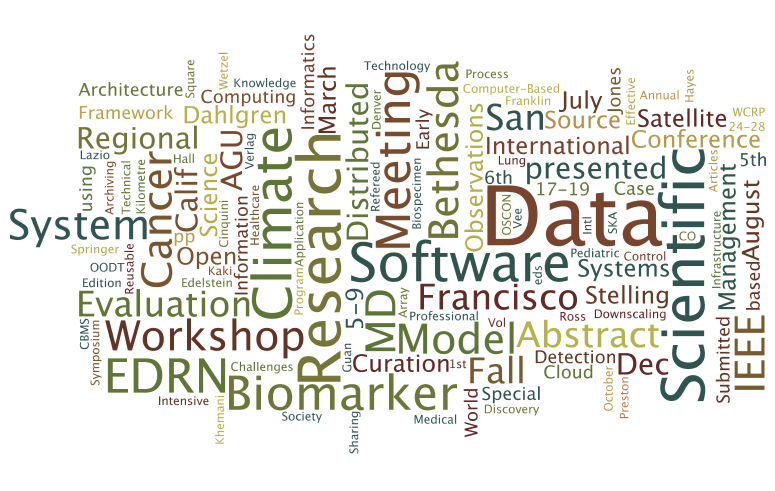 Architecture
Square
Wetzel
Knowledge
Computing
Informatics
March
Technology
Process
Computer-Based
Franklin
July
Jones
Effective
Annual
Hayes
Framework
Dahlgren
Distributed
Denver
Meeting
Early
Bethesda
Observations
San
Source
Satellite
WCRP
24-28
Regional
AGU
Verlag
Climate
Research
Refereed
Biospecimen
International
Conference
Lazio
using
Archiving
Technical
Kilometre
Cancer
Hall
Calif
Science
Cinquini
Information
Healthcare
Lung
6th
presented
17-19
Case
Articles
5th
System
Springer
OODT
Edition
Reusable
pp
Open
Kaki
Edelstein
Program
Application
Software
Data
OSCON
Vee
Intl
SKA
Scientific
CO
Infrastructure
Management
based
August
eds
Pediatric
Control
Systems
Evaluation
5-9
MD
Array
Francisco
Stelling
CBMS
Symposium
Workshop
Guan
Professional
Vol
Ross
Downscaling
Model
Abstract
Submitted
IEEE
EDRN
Challenges
Curation
1st
Fall
Detection
Cloud
Dec
October
Preston
Intensive
Khemani
Biomarker
Society
Sharing
Medical
World
Special
Discovery